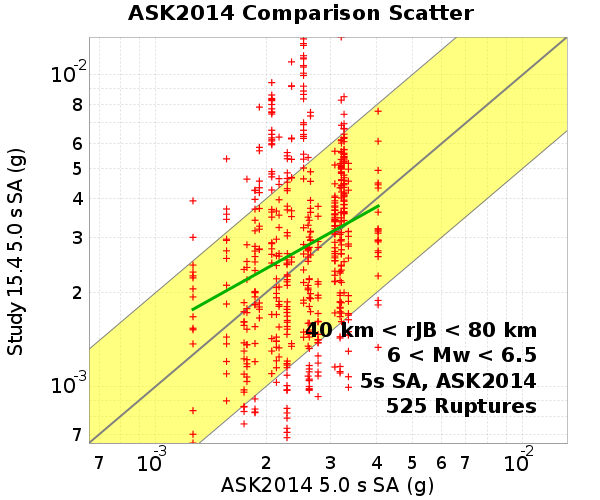 ASK2014 Comparison Scatter
Study 15.4 5.0 s SA (g)
10-2
8
6
5
4
3
2
10-3
7
40 km < rJB < 80 km
6 < Mw < 6.5
5s SA, ASK2014
525 Ruptures
7 10-3 2 3 4 5 6 7 10-2
ASK2014 5.0 s SA (g)